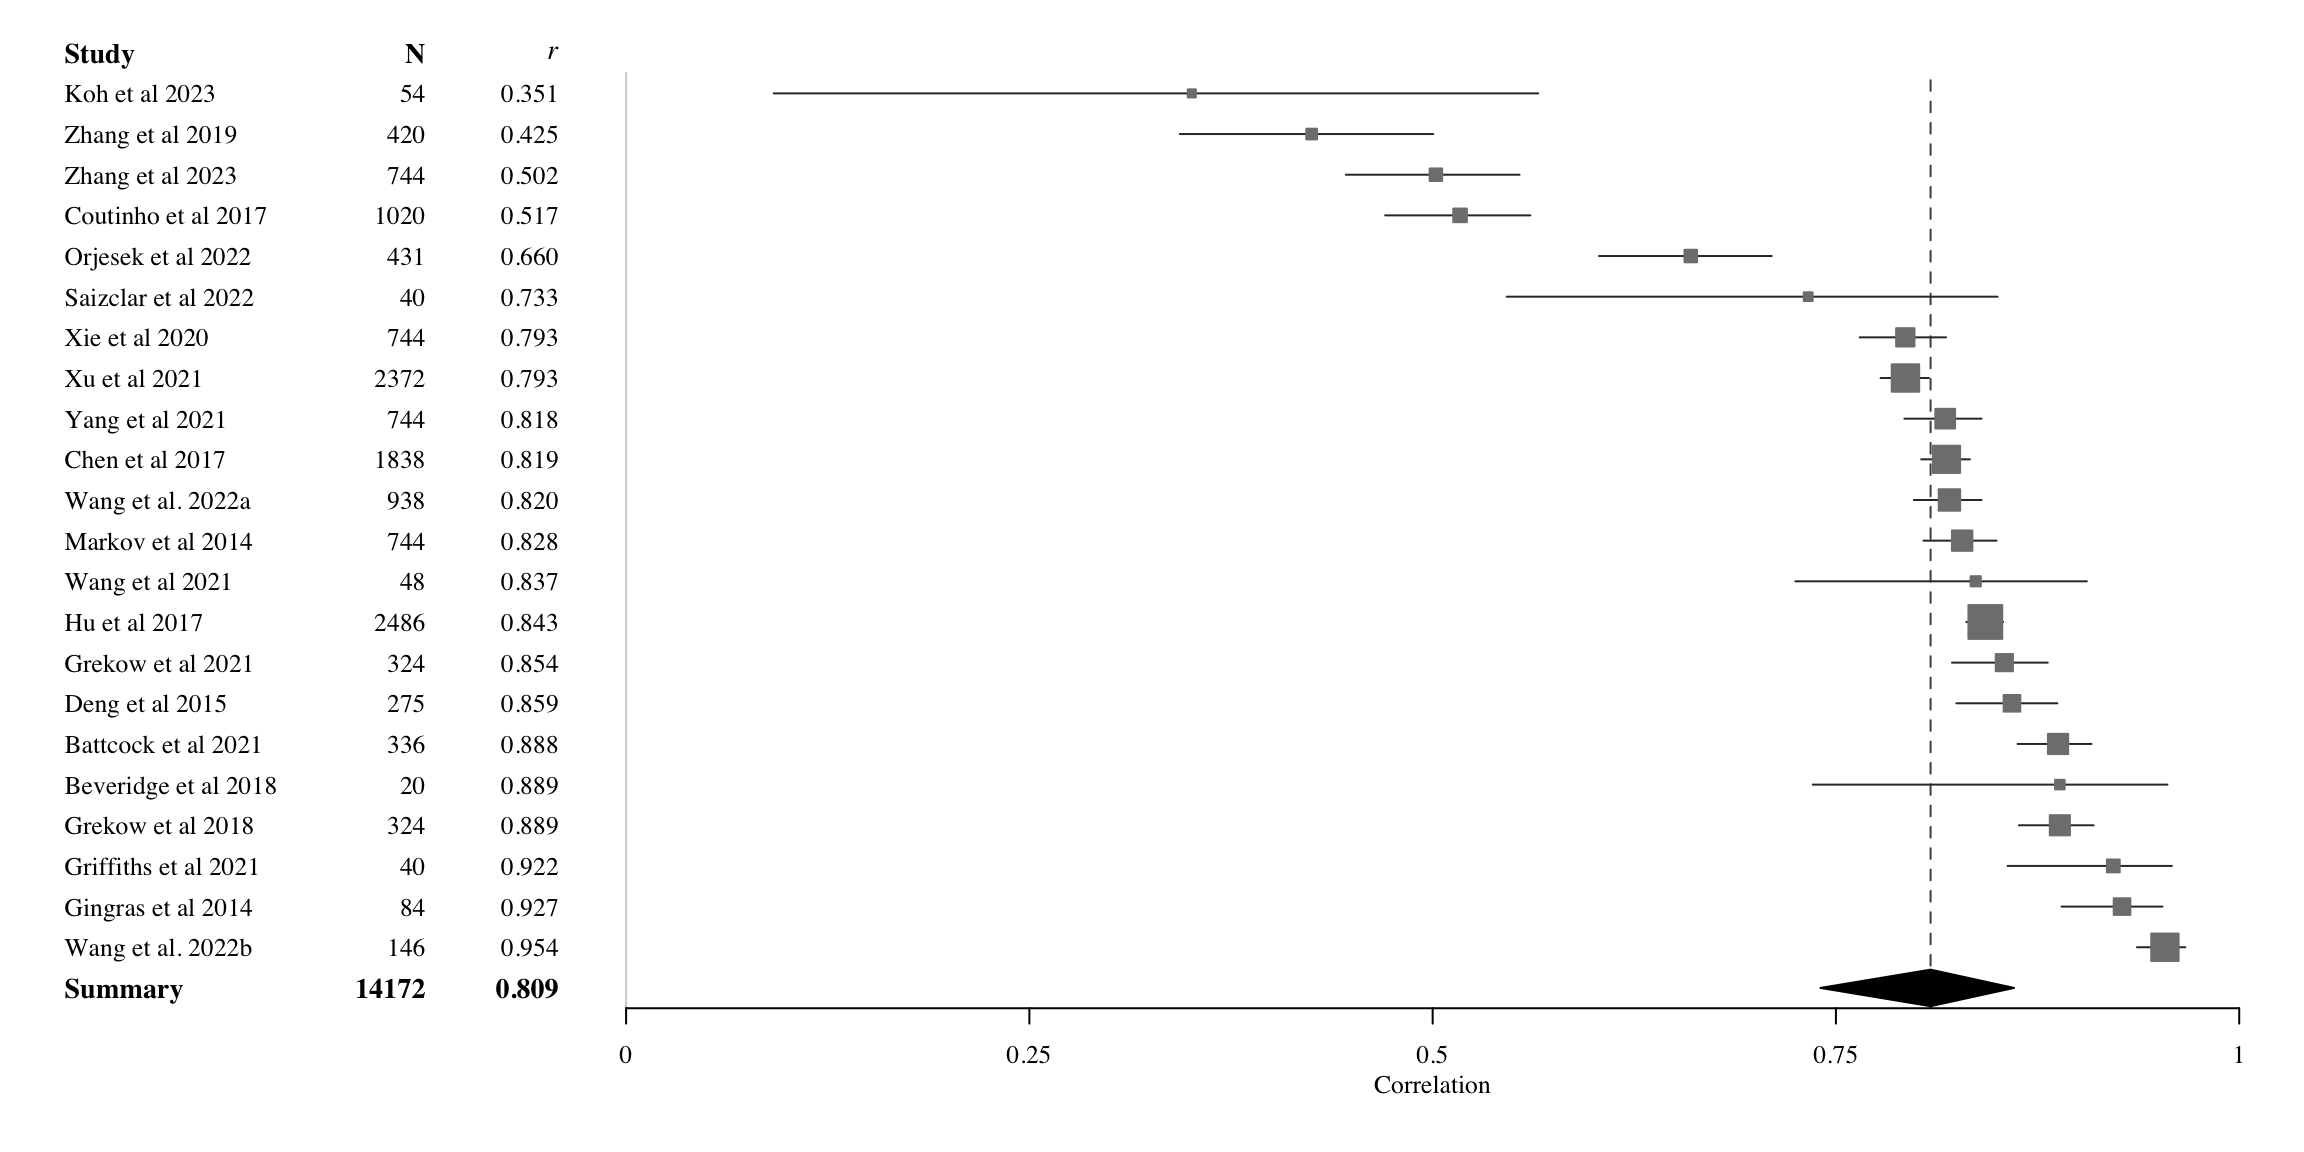 Study N r
Koh et al 2023 54 0.351
Zhang et al 2019 420 0.425
Zhang et al 2023 744 0.502
Coutinho et al 2017 1020 0.517
Orjesek et al 2022 431 0.660
Saizclar et al 2022 40 0.733
Xie et al 2020 744 0.793
Xu et al 2021 2372 0.793
Yang et al 2021 744 0.818
Chen et al 2017 1838 0.819
Wang et al. 2022a 938 0.820
Markov et al 2014 744 0.828
Wang et al 2021 48 0.837
Hu et al 2017 2486 0.843
Grekow et al 2021 324 0.854
Deng et al 2015 275 0.859
Battcock et al 2021 336 0.888
Beveridge et al 2018 20 0.889
Grekow et al 2018 324 0.889
Griffiths et al 2021 40 0.922
Gingras et al 2014 84 0.927
Wang et al. 2022b 146 0.954
Summary 14172 0.809
0 0.25 0.5 0.75 1
Correlation